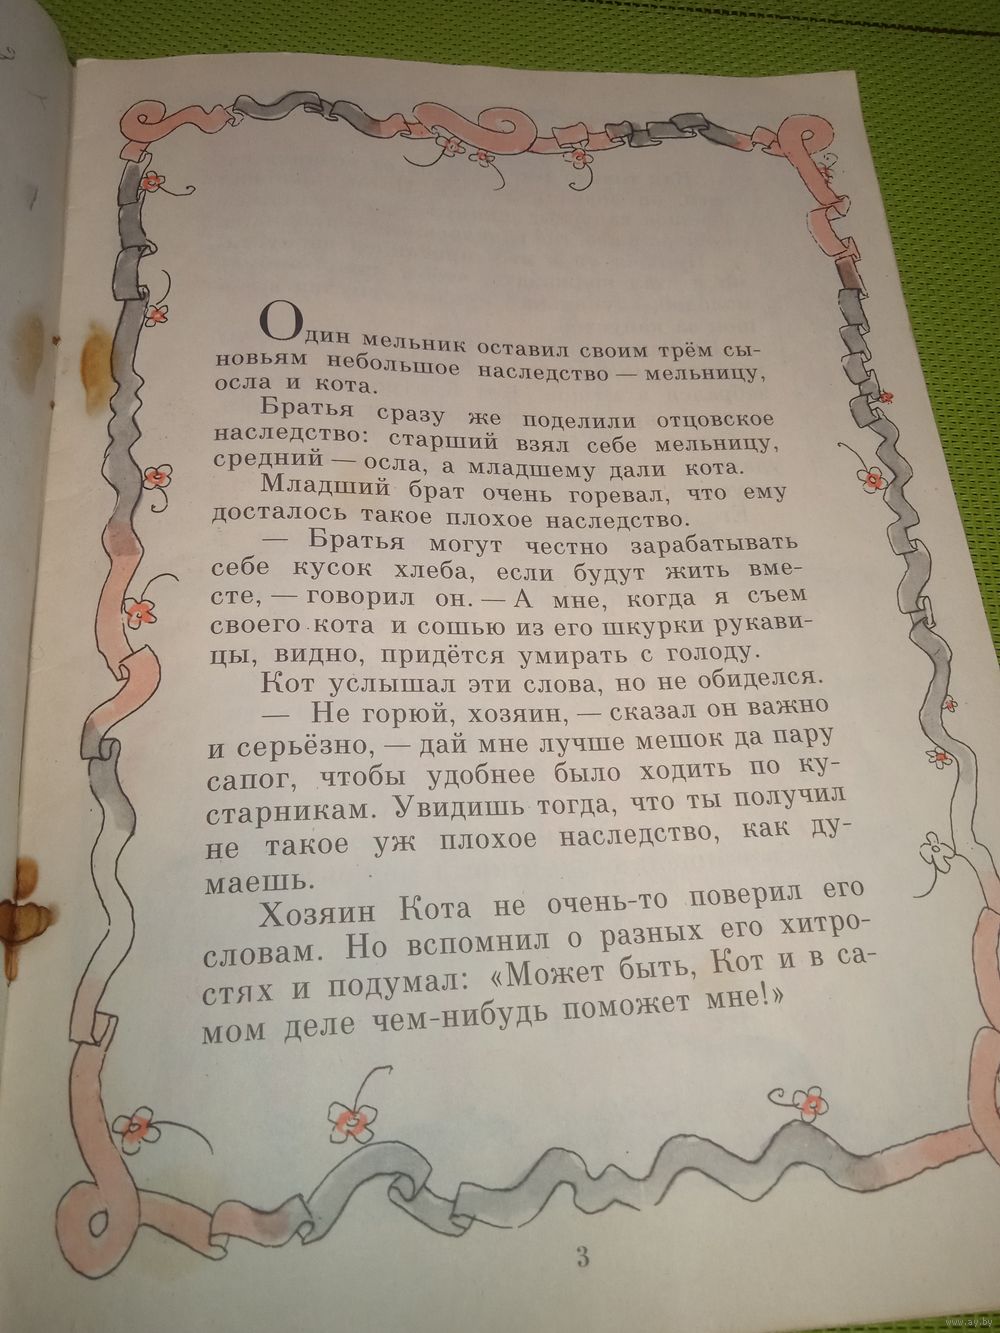 Один мельник оставил своим трём сы-
новьям небольшое наследство — мельницу,
осла и кота.
Братья сразу же поделили отцовское
наследство: старший взял себе мельницу,
средний — осла, а младшему дали кота.
Младший брат очень горевал, что ему
досталось такое плохое наследство.
— Братья могут честно зарабатывать
себе кусок хлеба, если будут жить вме-
сте, — говорил он. — А мне, когда я съем
своего кота и сошью из его шкурки рукави-
цы, видно, придётся умирать с голоду.
Кот услышал эти слова, но не обиделся.
— Не горюй, хозяин, — сказал он важно
и серьёзно, — дай мне лучше мешок да пару
сапог, чтобы удобнее было ходить по ку-
старникам. Увидишь тогда, что ты получил
не такое уж плохое наследство, как ду-
маешь.
Хозяин Кота не очень-то поверил его
словам. Но вспомнил о разных его хитро-
стях и подумал: «Может быть, Кот и в са-
мом деле чем-нибудь поможет мне!»
3
www.ay.by